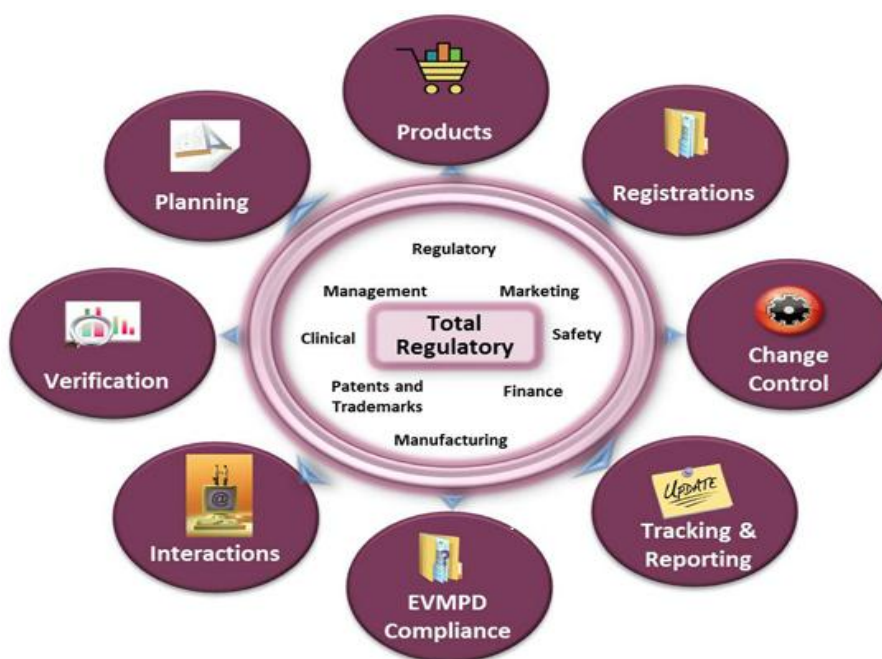 Products
Planning
Registrations
Regulatory
Management
Marketing
Clinical
Total
Regulatory
Safety
Patents and
Trademarks
Finance
Manufacturing
Verification
Change
Control
Interactions
UPDATE
Tracking &
Reporting
EVMPD
Compliance
@